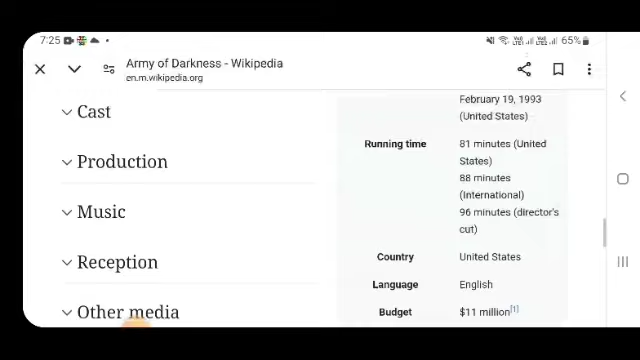 7:25 65%
Army of Darkness - Wikipedia
en.m.wikipedia.org
Cast
Production
Music
Reception
Other media
February 19, 1993
(United States)
Running time 81 minutes (United
States)
88 minutes
(International)
96 minutes (director's
cut)
Country United States
Language English
Budget $11 million[1]